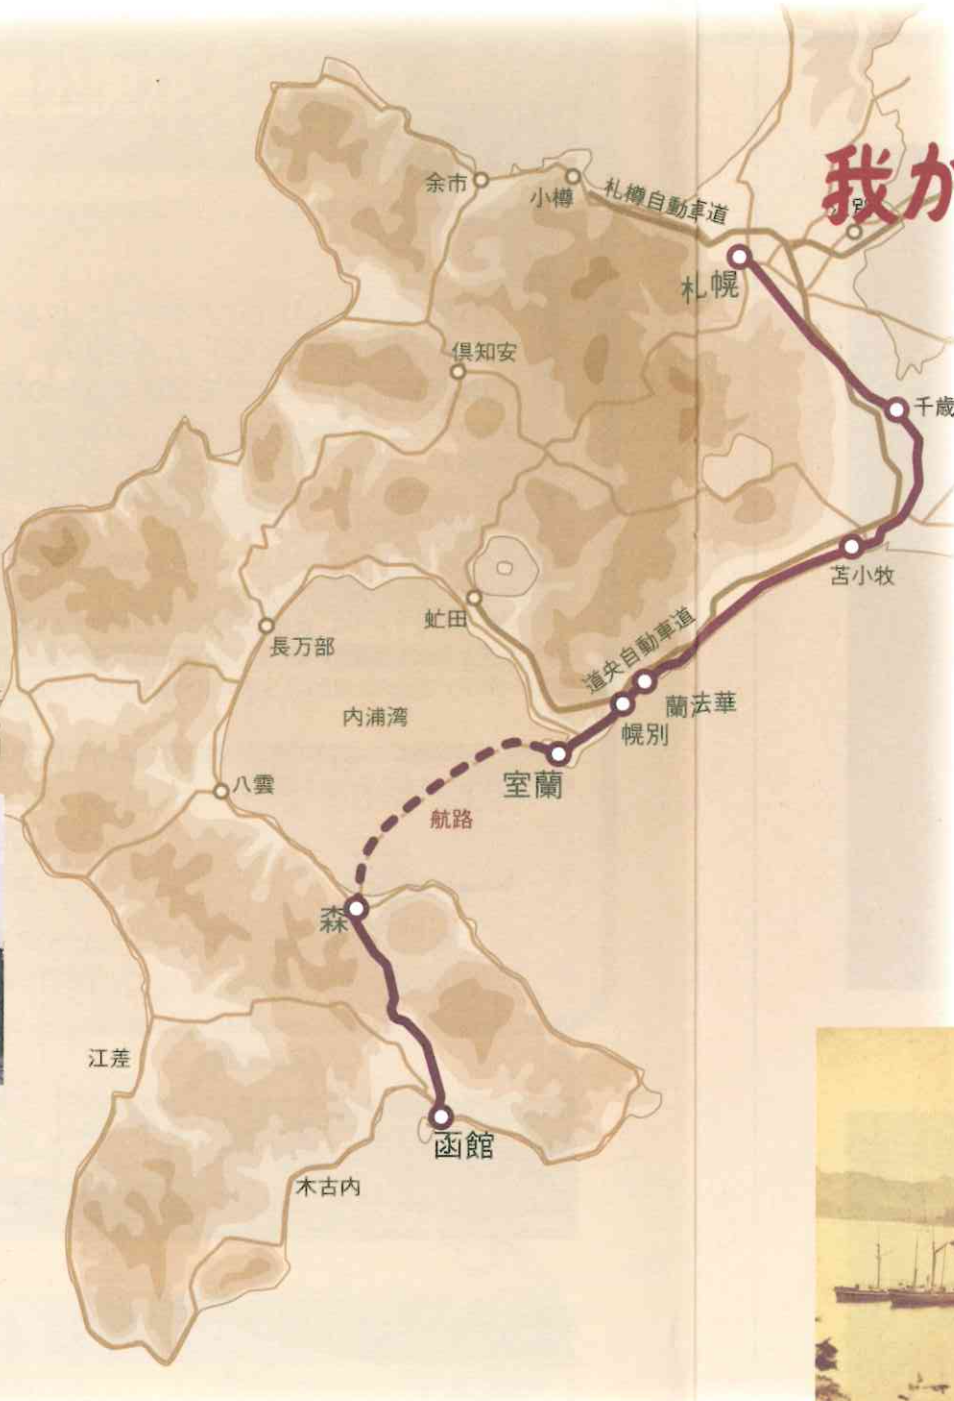 余市
小樽
札樽自動車道
我が
札幌
倶知安
千歳
苫小牧
虻田
長万部
道央自動車道
蘭法華
内浦湾
幌別
室蘭
八雲
航路
森
江差
函館
木古内